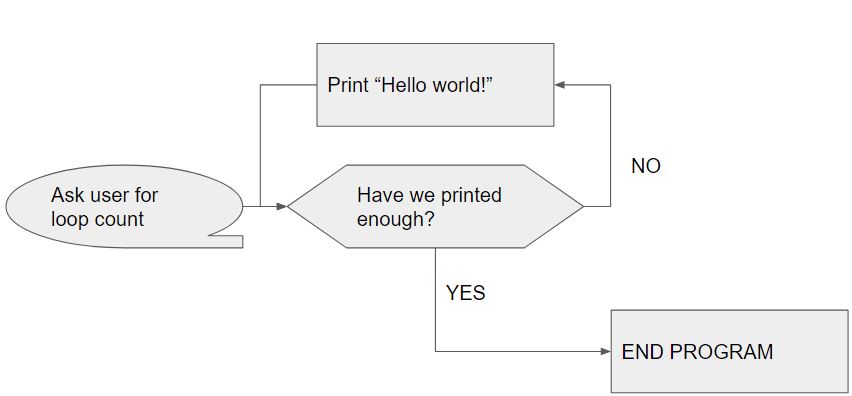 Print “Hello world!”
NO
Ask user for
loop count
Have we printed
enough?
YES
END PROGRAM